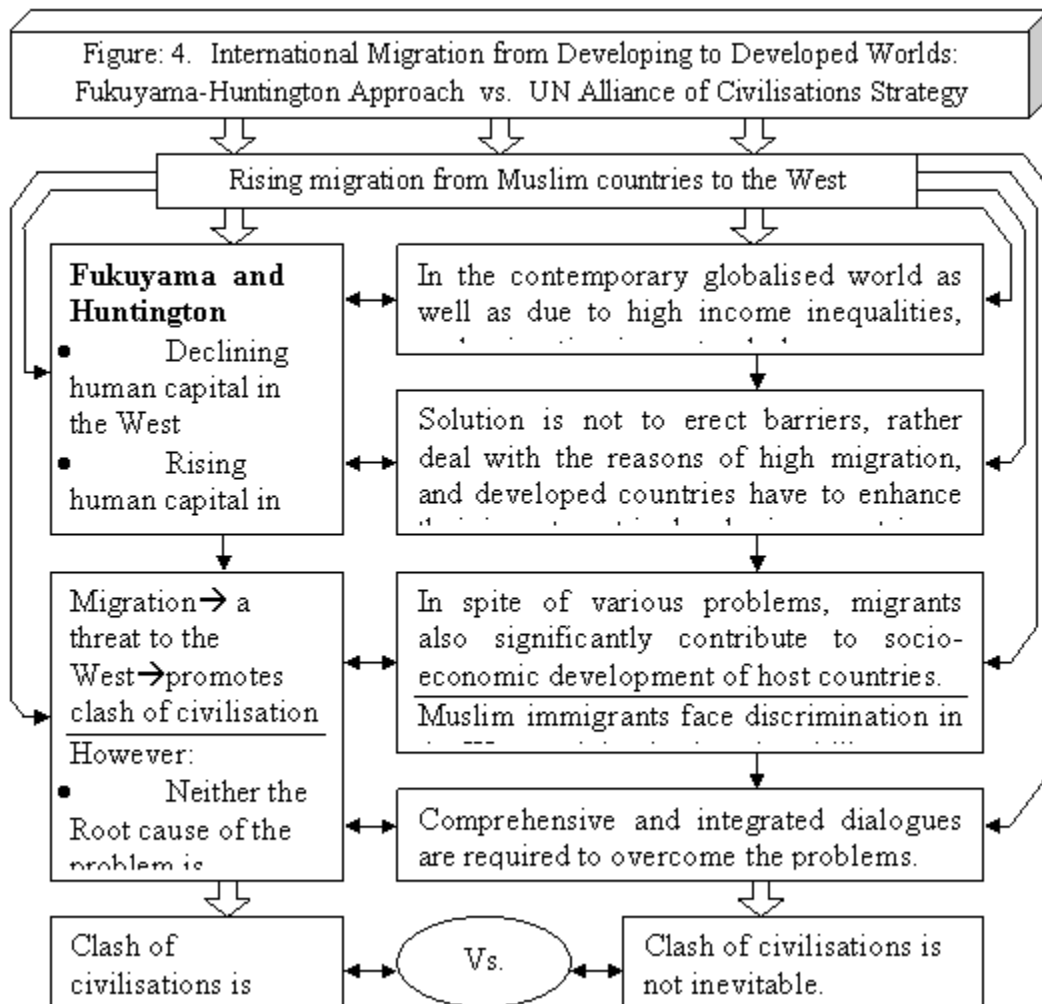 Figure: 4. International Migration from Developing to Developed Worlds:
Fukuyama-Huntington Approach vs. UN Alliance of Civilisations Strategy
Rising migration from Muslim countries to the West
Fukuyama and
Huntington
• Declining
human capital in
the West
• Rising
human capital in
Migration→ a
threat to the
West→promotes
clash of civilisation
However:
• Neither the
Root cause of the
problem is
Clash of
civilisations is
In the contemporary globalised world as
well as due to high income inequalities,
Solution is not to erect barriers, rather
deal with the reasons of high migration,
and developed countries have to enhance
In spite of various problems, migrants
also significantly contribute to socio-
economic development of host countries.
Muslim immigrants face discrimination in
Comprehensive and integrated dialogues
are required to overcome the problems.
Vs.
Clash of civilisations is
not inevitable.